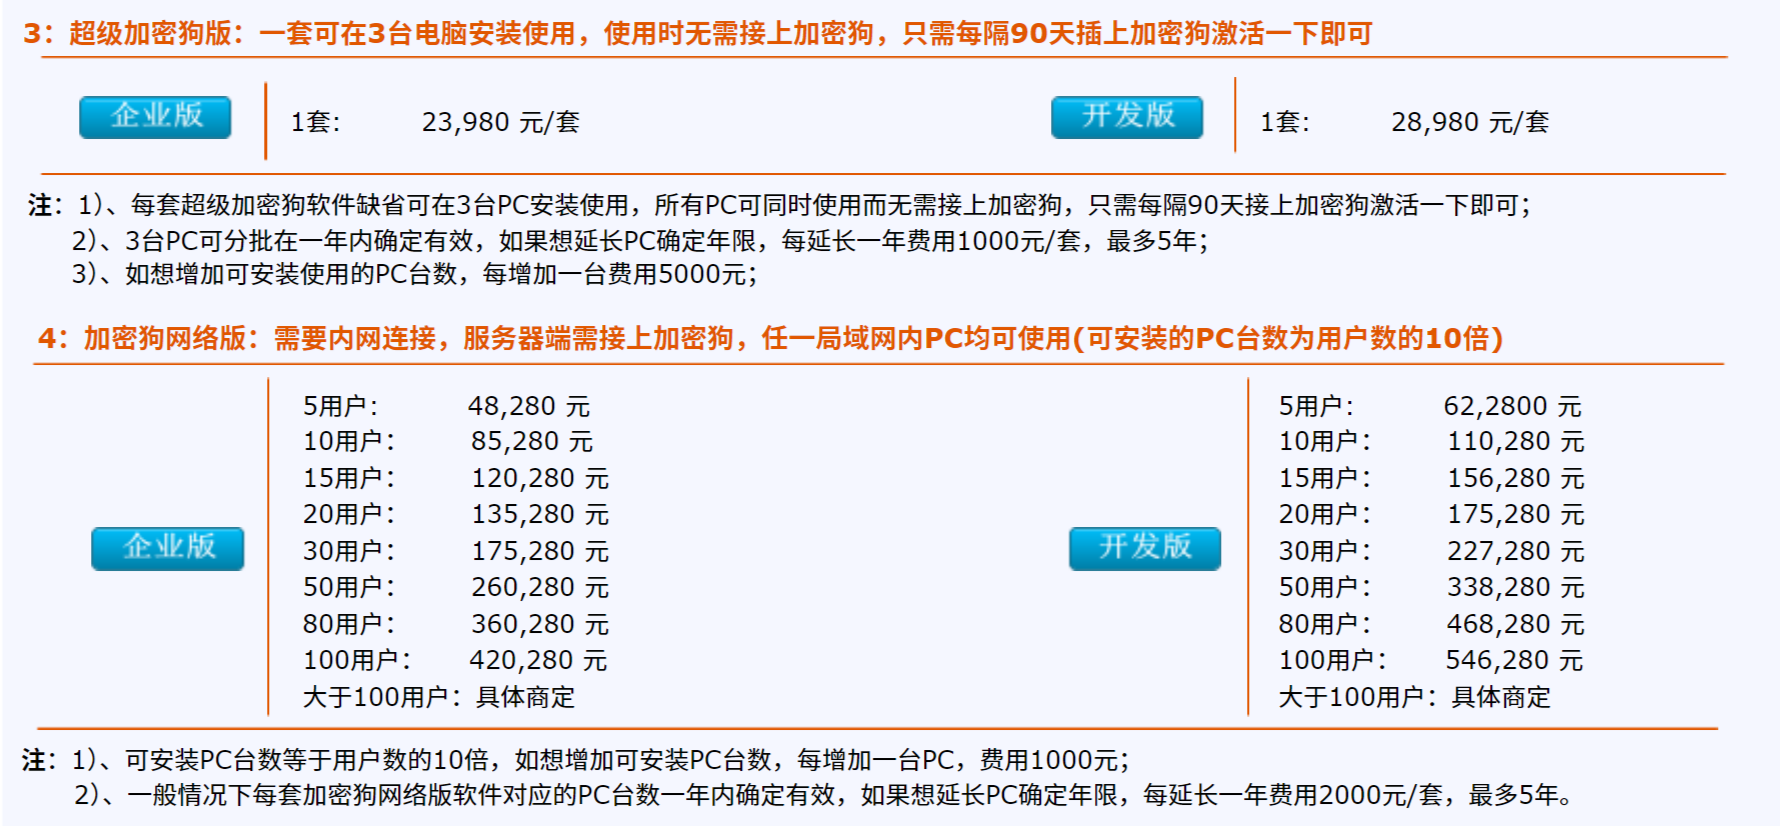 3：超级加密狗版：一套可在3台电脑安装使用，使用时无需接上加密狗，只需每隔90天插上加密狗激活一下即可
企业版 1套: 23,980 元/套 开发版 1套: 28,980 元/套
注：1)、每套超级加密狗软件缺省可在3台PC安装使用，所有PC可同时使用而无需接上加密狗，只需每隔90天接上加密狗激活一下即可；
2)、3台PC可分批在一年内确定有效，如果想延长PC确定年限，每延长一年费用1000元/套，最多5年；
3)、如想增加可安装使用的PC台数，每增加一台费用5000元；
4：加密狗网络版：需要内网连接，服务器端需接上加密狗，任一局域网内PC均可使用(可安装的PC台数为用户数的10倍)
企业版
5用户: 48,280 元
10用户: 85,280 元
15用户: 120,280 元
20用户: 135,280 元
30用户: 175,280 元
50用户: 260,280 元
80用户: 360,280 元
100用户: 420,280 元
大于100用户：具体商定
开发版
5用户: 62,2800 元
10用户: 110,280 元
15用户: 156,280 元
20用户: 175,280 元
30用户: 227,280 元
50用户: 338,280 元
80用户: 468,280 元
100用户: 546,280 元
大于100用户：具体商定
注：1)、可安装PC台数等于用户数的10倍，如想增加可安装PC台数，每增加一台PC，费用1000元；
2)、一般情况下每套加密狗网络版软件对应的PC台数一年内确定有效，如果想延长PC确定年限，每延长一年费用2000元/套，最多5年。